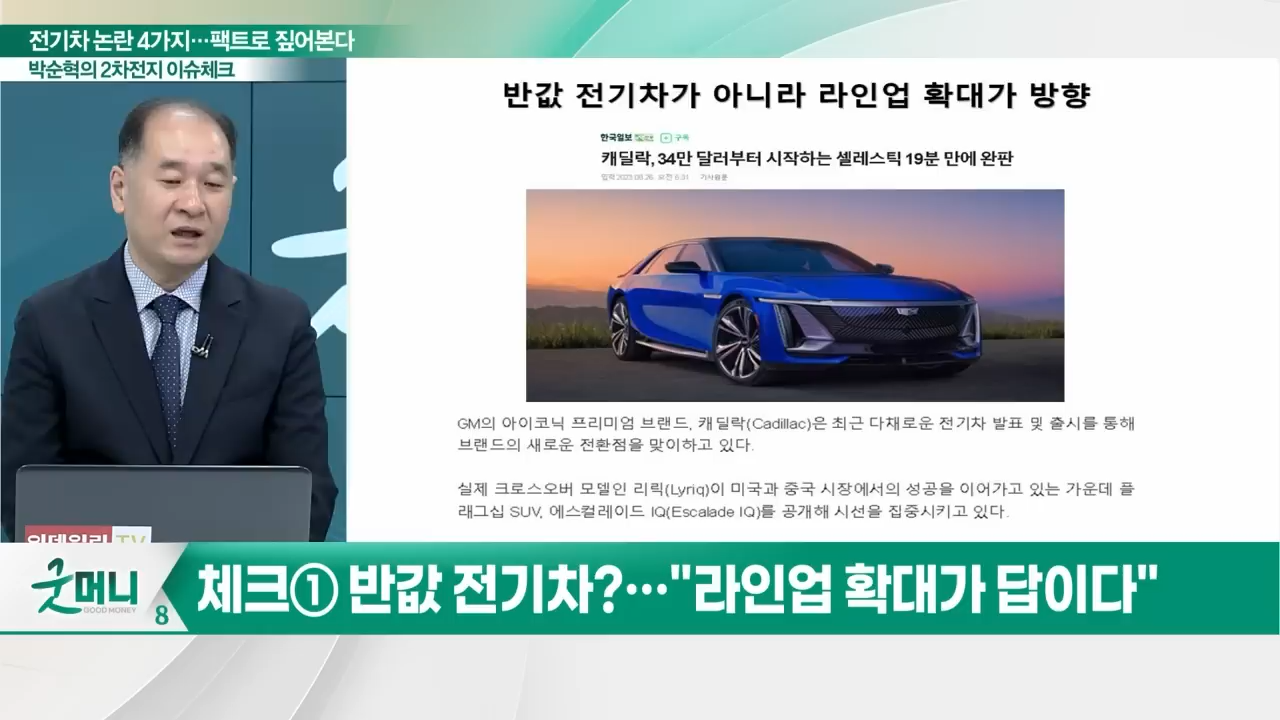 전기차 논란 4가지…팩트로 짚어본다
박순혁의 2차전지 이슈체크
반값 전기차가 아니라 라인업 확대가 방향
한국일보
구독
캐딜락, 34만 달러부터 시작하는 셀레스틱 19분 만에 완판
GM의 아이코닉 프리미엄 브랜드, 캐딜락(Cadillac)은 최근 다채로운 전기차 발표 및 출시를 통해
브랜드의 새로운 전환점을 맞이하고 있다.
실제 크로스오버 모델인 리릭(Lyriq)이 미국과 중국 시장에서의 성공을 이어가고 있는 가운데 플
래그십 SUV, 에스컬레이드 IQ(Escalade IQ)를 공개해 시선을 집중시키고 있다.
굿머니
GOOD MONEY
8
체크① 반값 전기차?…"라인업 확대가 답이다"